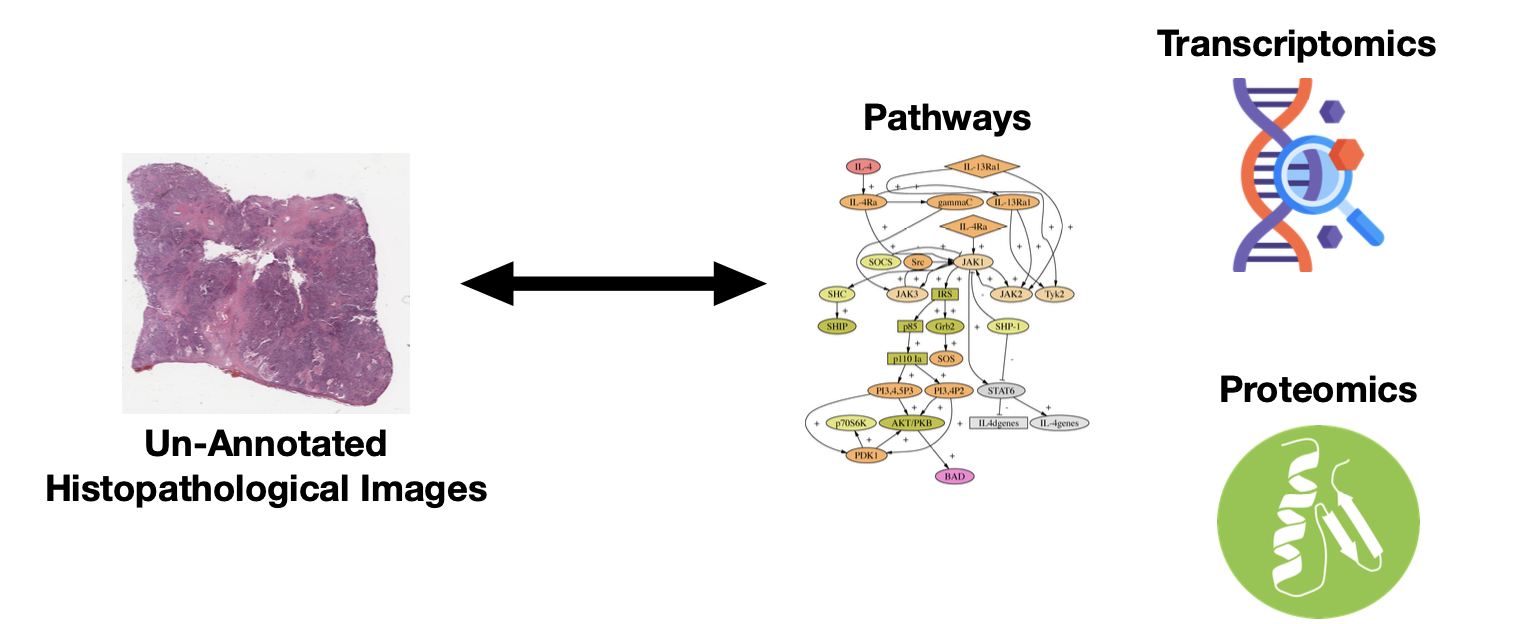 Transcriptomics
Pathways
IL-4
IL-13Ra1
IL-4Ra
gammaC
IL-13Ra1
IL-4Ra
SOCS
Src
JAK1
SHC
JAK3
IRS
JAK2
Tyk2
SHIP
p85
Grb2
SHP-1
p110 Ia
SOS
PI3,4,5P3
PI3,4P2
STAT6
p70S6K
AKT/PKB
IL4dgenes
IL-4genes
PDK1
BAD
Proteomics
Un-Annotated
Histopathological Images